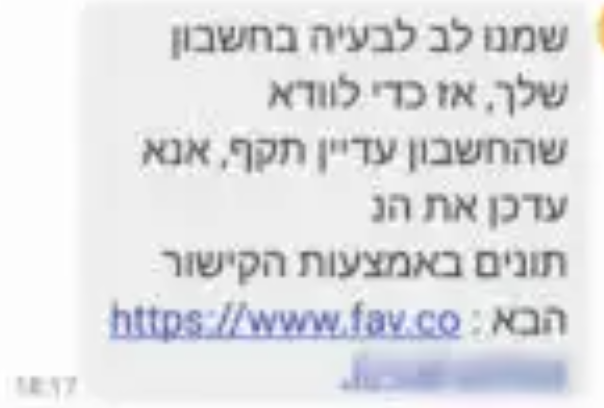 שמנו לב לבעיה בחשבון
שלך, אז כדי לוודא
שהחשבון עדיין תקף, אנא
עדכן את הנ
תונים באמצעות הקישור
הבא : https://www.fav.co
18:17